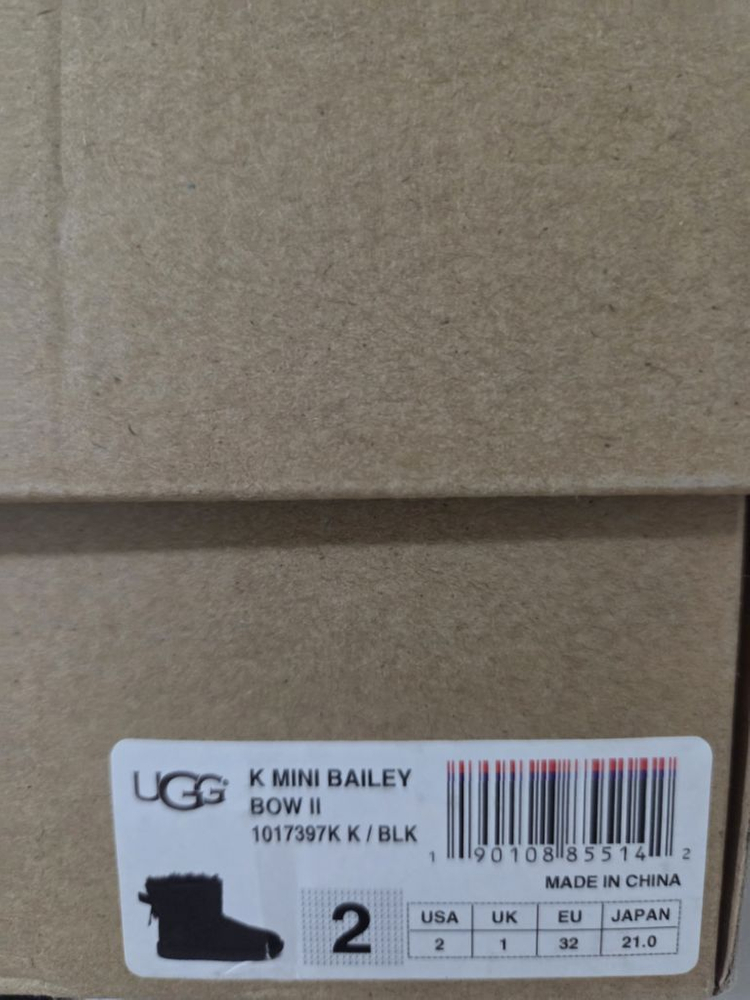 UGG®
K MINI BAILEY
BOW II
1017397K K / BLK
1 90108 85514 2
MADE IN CHINA
2
USA UK EU JAPAN
2 1 32 21.0